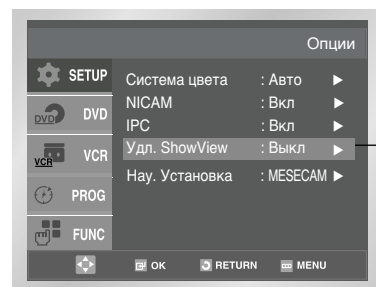 Опции
SETUP
DVD DVD
VCR VCR
PROG
FUNC
Система цвета : Авто ►
NICAM : Вкл ►
IPC : Вкл ►
Удл. ShowView : Выкл ►
Нау. Установка : MESECAM ►
OK RETURN MENU